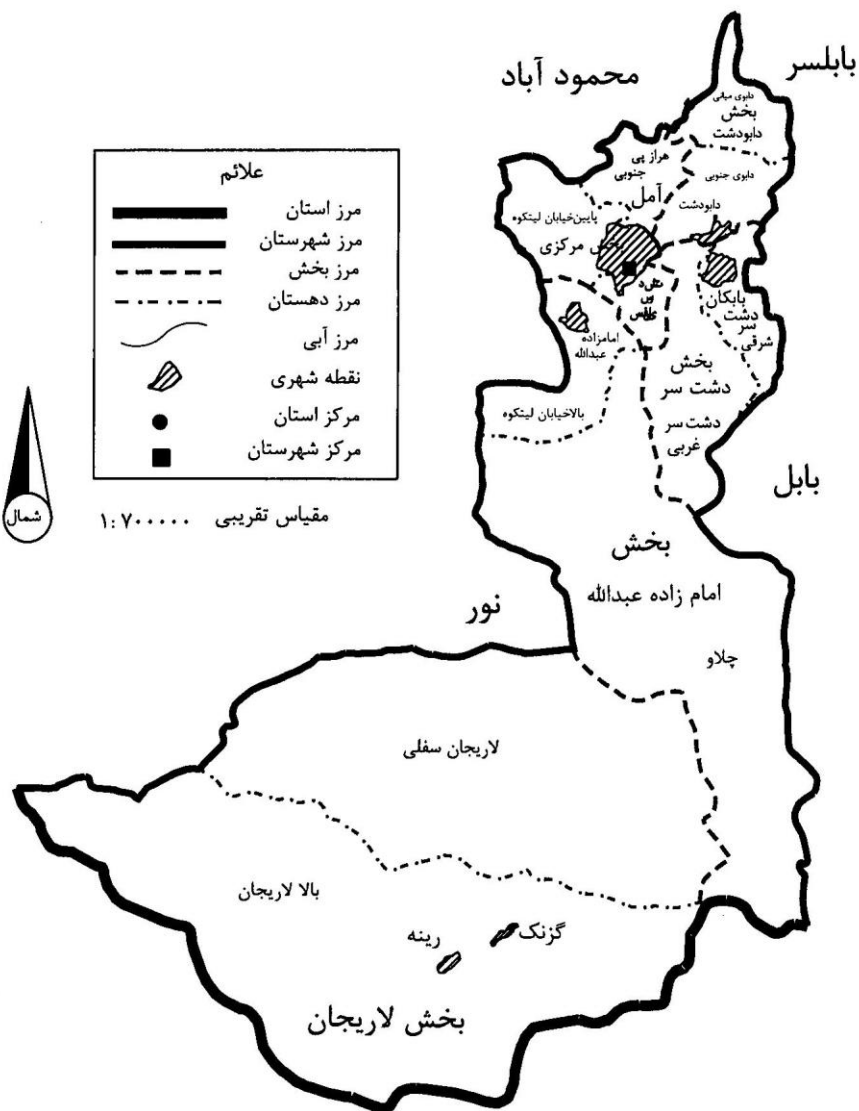 بابلسر
محمود آباد
دابوی میانی
بخش
دابودشت
هراز پی
جنوبی
دابوی جنوبی
آمل
دابودشت
پایین‌خیابان لیتکوه
بخش مرکزی
بابکان
دشت
سر
شرقی
امامزاده
عبدالله
بخش
دشت سر
دشت سر
غربی
بالاخیابان لیتکوه
بابل
علائم
مرز استان
مرز شهرستان
مرز بخش
مرز دهستان
مرز آبی
نقطه شهری
مرکز استان
مرکز شهرستان
شمال
مقیاس تقریبی ۱:۷۰۰۰۰۰
بخش
امام زاده عبدالله
نور
چلاو
لاریجان سفلی
بالا لاریجان
گزنک
رینه
بخش لاریجان